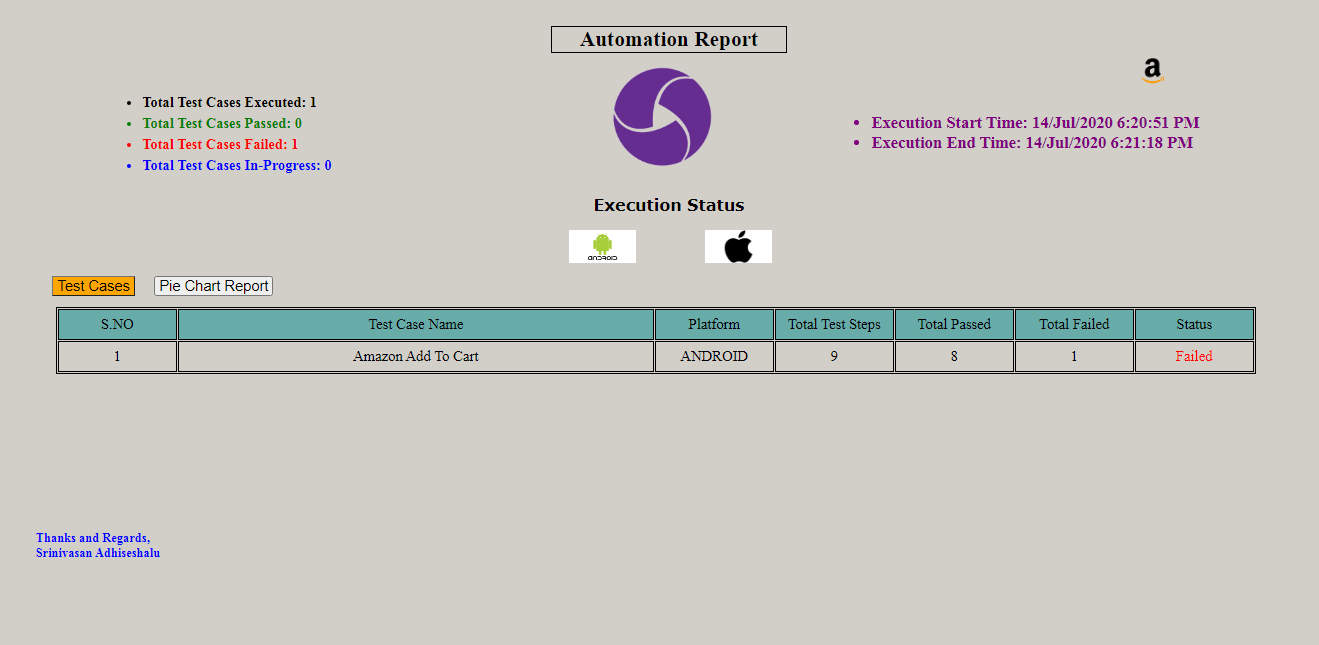 Automation Report
a
Total Test Cases Executed: 1
Total Test Cases Passed: 0
Total Test Cases Failed: 1
Total Test Cases In-Progress: 0
Execution Start Time: 14/Jul/2020 6:20:51 PM
Execution End Time: 14/Jul/2020 6:21:18 PM
Execution Status
ANDROID
Test Cases Pie Chart Report
S.NO Test Case Name Platform Total Test Steps Total Passed Total Failed Status
1 Amazon Add To Cart ANDROID 9 8 1 Failed
Thanks and Regards,
Srinivasan Adhiseshalu